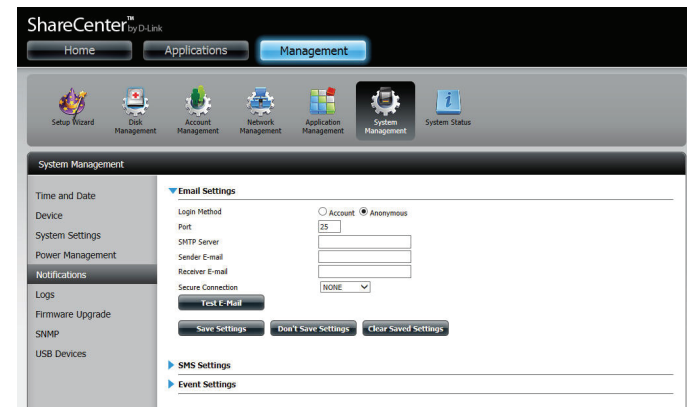 ShareCenter™ by D-Link
Home Applications Management
Setup Wizard Disk Management Account Management Network Management Application Management System Management System Status
System Management
Time and Date
Device
System Settings
Power Management
Notifications
Logs
Firmware Upgrade
SNMP
USB Devices
Email Settings
Login Method Account Anonymous
Port 25
SMTP Server
Sender E-mail
Receiver E-mail
Secure Connection NONE
Test E-Mail
Save Settings Don't Save Settings Clear Saved Settings
SMS Settings
Event Settings